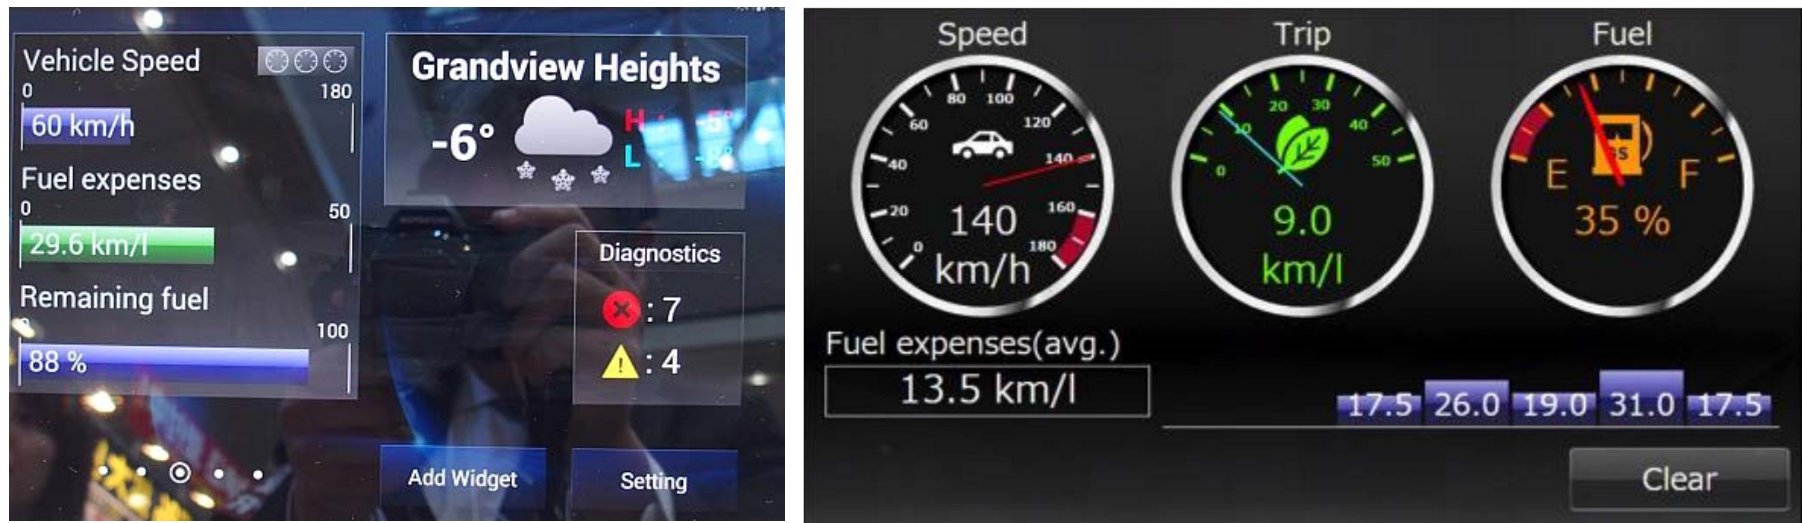 Vehicle Speed
0 180
60 km/h
Fuel expenses
0 50
29.6 km/l
Remaining fuel
100
88 %
Grandview Heights
-6°
H : -5°
L :
Diagnostics
: 7
: 4
Add Widget
Setting
Speed
0 20 40 60 80 100 120 140 160 180
140
km/h
Trip
0 10 20 30 40 50
9.0
km/l
Fuel
E F
35 %
Fuel expenses(avg.)
13.5 km/l
17.5 26.0 19.0 31.0 17.5
Clear